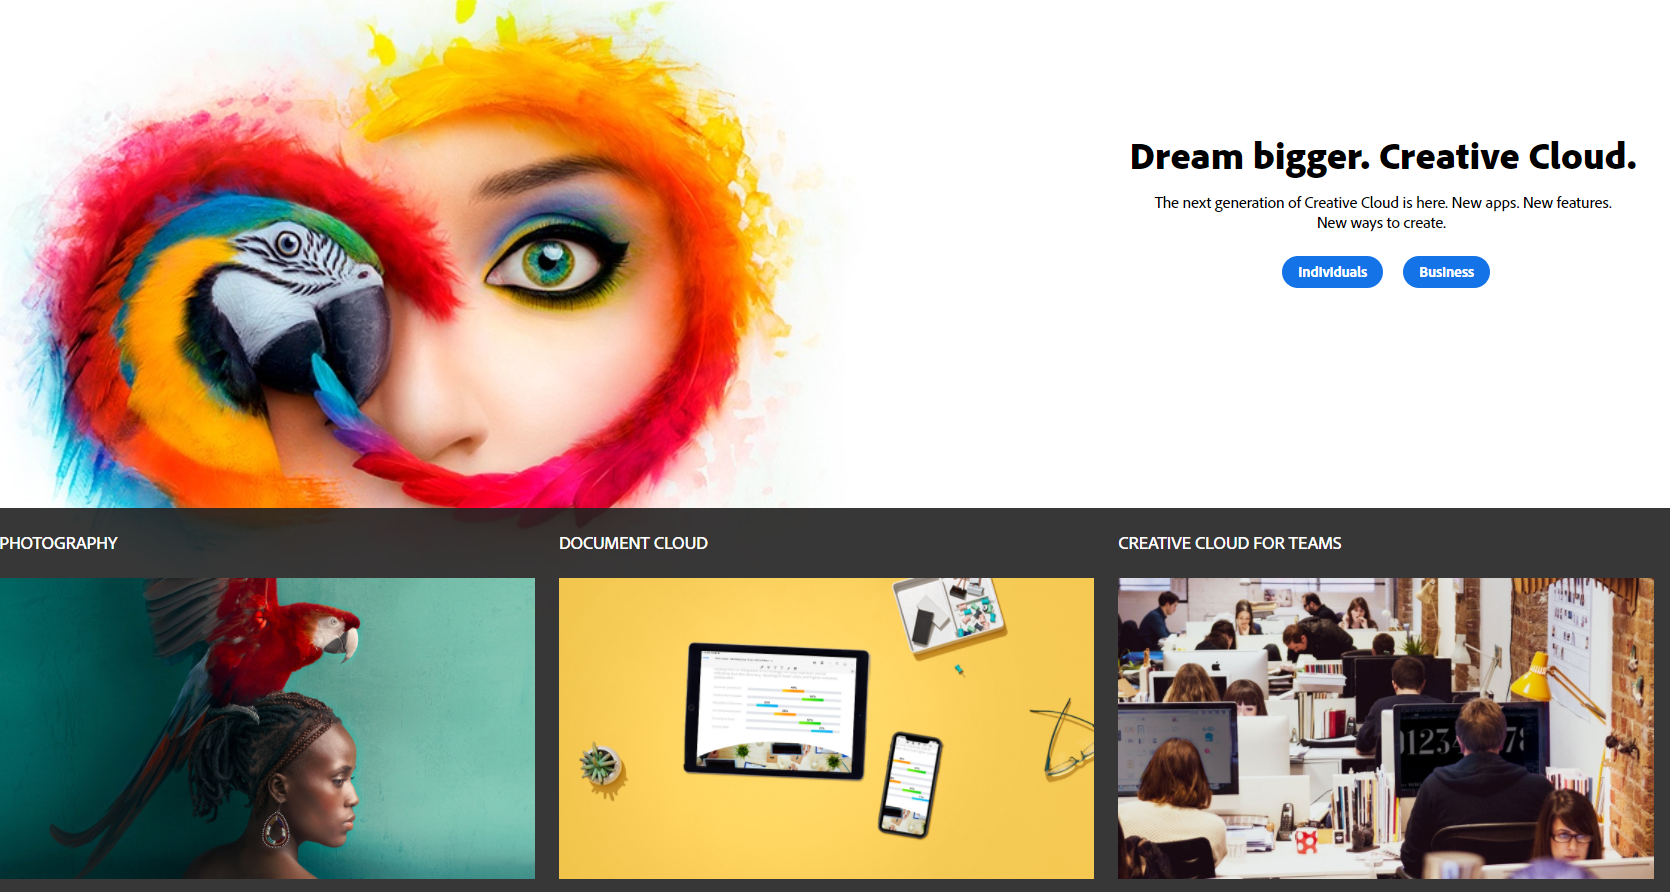 Dream bigger. Creative Cloud.
The next generation of Creative Cloud is here. New apps. New features.
New ways to create.
Individuals Business
PHOTOGRAPHY DOCUMENT CLOUD CREATIVE CLOUD FOR TEAMS